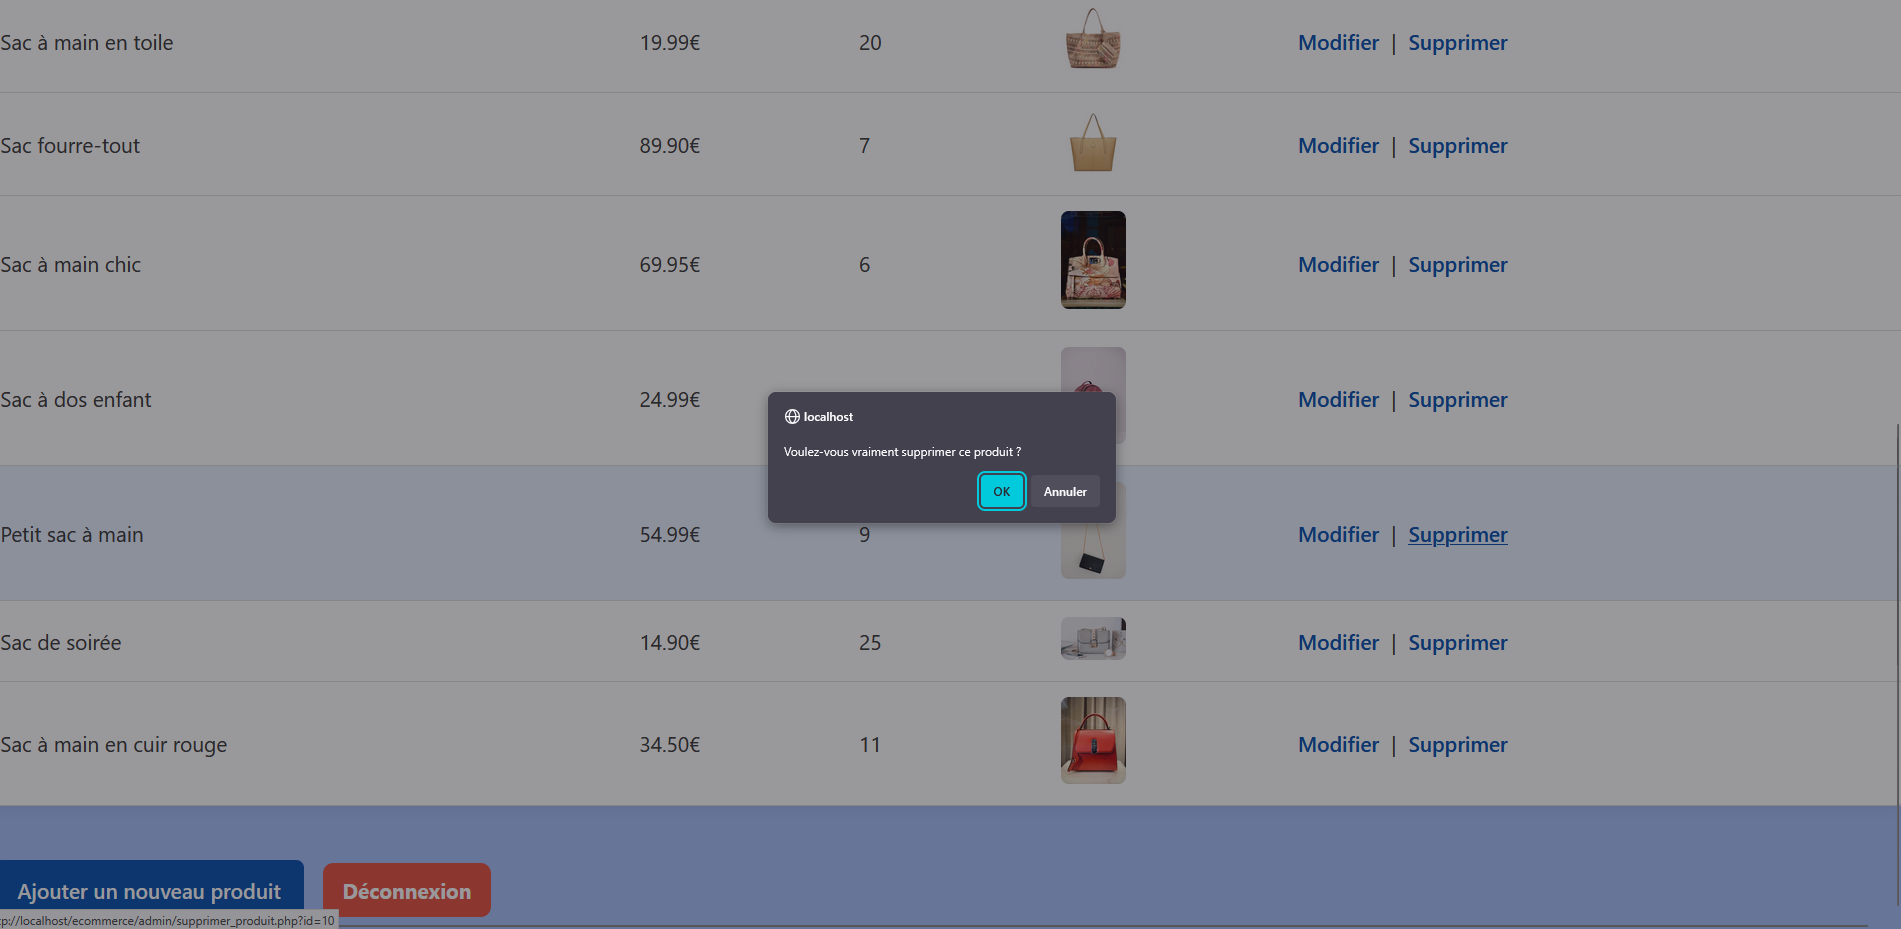 Sac à main en toile 19.99€ 20 Modifier | Supprimer
Sac fourre-tout 89.90€ 7 Modifier | Supprimer
Sac à main chic 69.95€ 6 Modifier | Supprimer
Sac à dos enfant 24.99€ Modifier | Supprimer
localhost
Voulez-vous vraiment supprimer ce produit ?
OK Annuler
Petit sac à main 54.99€ 9 Modifier | Supprimer
Sac de soirée 14.90€ 25 Modifier | Supprimer
Sac à main en cuir rouge 34.50€ 11 Modifier | Supprimer
Ajouter un nouveau produit Déconnexion
p://localhost/ecommerce/admin/supprimer_produit.php?id=10